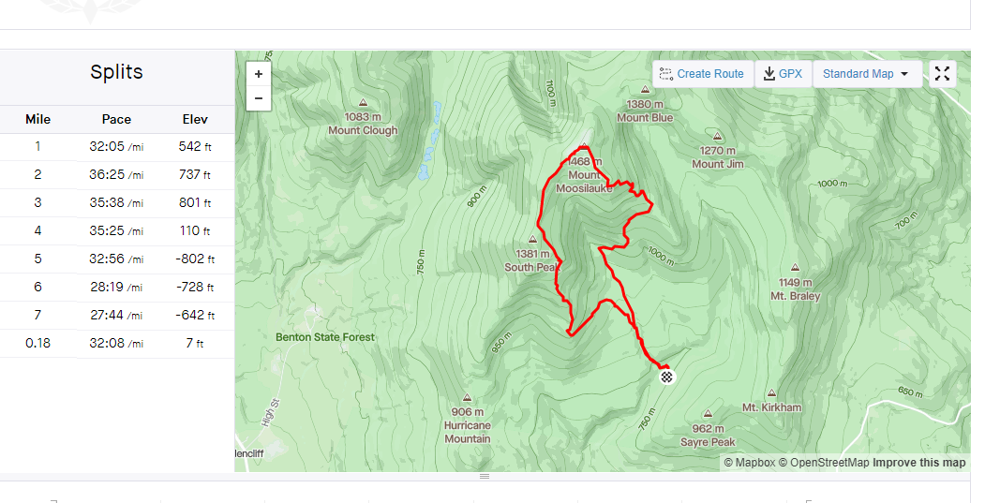 Splits
Mile Pace Elev
1 32:05 /mi 542 ft
2 36:25 /mi 737 ft
3 35:38 /mi 801 ft
4 35:25 /mi 110 ft
5 32:56 /mi -802 ft
6 28:19 /mi -728 ft
7 27:44 /mi -642 ft
0.18 32:08 /mi 7 ft
+
−
Create Route
GPX
Standard Map
1100 m
1380 m
Mount Blue
1083 m
Mount Clough
1270 m
Mount Jim
1468 m
Mount
Moosilauke
1000 m
900 m
700 m
750 m
1381 m
South Peak
1000 m
1149 m
Mt. Braley
Benton State Forest
950 m
High St
906 m
Hurricane
Mountain
750 m
Mt. Kirkham
650 m
962 m
Sayre Peak
lencliff
© Mapbox © OpenStreetMap Improve this map